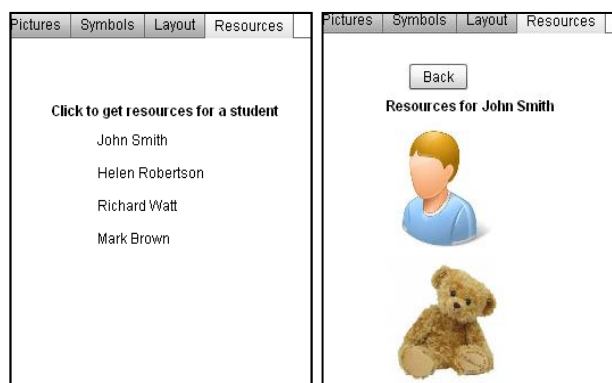 Pictures Symbols Layout Resources
Click to get resources for a student
John Smith
Helen Robertson
Richard Watt
Mark Brown
Pictures Symbols Layout Resources
Back
Resources for John Smith